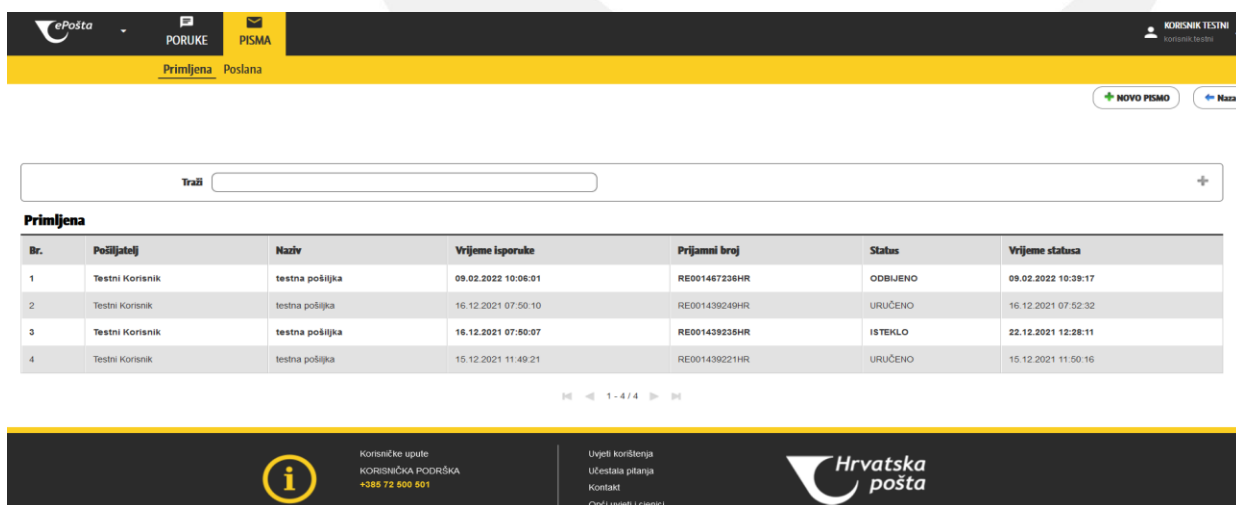 ePošta
PORUKE
PISMA
KORISNIK TESTNI
korisnik.testni
Primljena Poslana
NOVO PISMO
Traži
Primljena
Br. Pošiljatelj Naziv Vrijeme isporuke Prijamni broj Status Vrijeme statusa
1 Testni Korisnik testna pošiljka 09.02.2022 10:06:01 RE001467236HR ODBIJENO 09.02.2022 10:39:17
2 Testni Korisnik testna pošiljka 16.12.2021 07:50:10 RE001439249HR URUČENO 16.12.2021 07:52:32
3 Testni Korisnik testna pošiljka 16.12.2021 07:50:07 RE001439235HR ISTEKLO 22.12.2021 12:28:11
4 Testni Korisnik testna pošiljka 15.12.2021 11:49:21 RE001439221HR URUČENO 15.12.2021 11:50:16
1 - 4 / 4
Korisničke upute
KORISNIČKA PODRŠKA
+385 72 500 501
Uvjeti korištenja
Učestala pitanja
Kontakt
Opći uvjeti i cjenici
Hrvatska
pošta